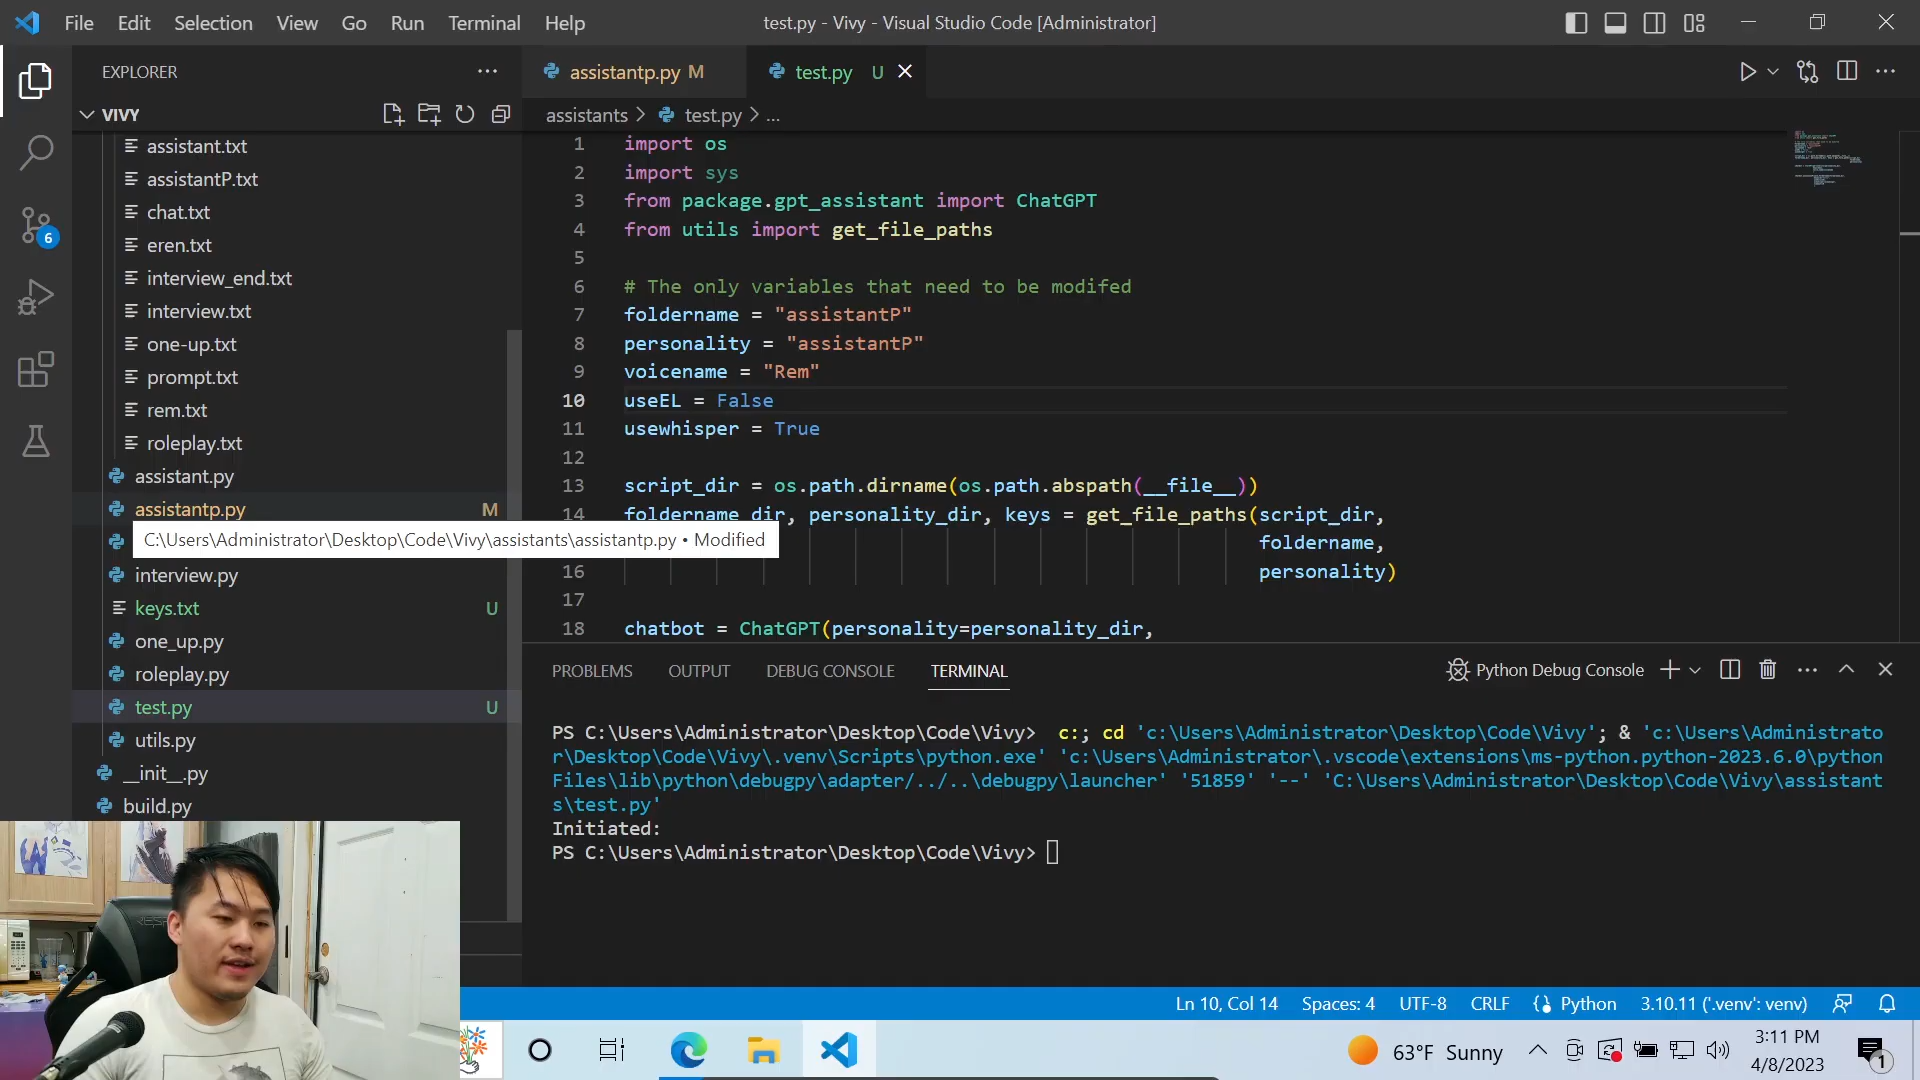 File Edit Selection View Go Run Terminal Help
test.py - Vivy - Visual Studio Code [Administrator]
EXPLORER
VIVY
assistant.txt
assistantP.txt
chat.txt
eren.txt
interview_end.txt
interview.txt
one-up.txt
prompt.txt
rem.txt
roleplay.txt
assistant.py
assistantp.py M
C:\Users\Administrator\Desktop\Code\Vivy\assistants\assistantp.py • Modified
interview.py
keys.txt U
one_up.py
roleplay.py
test.py U
utils.py
__init__.py
build.py
6
assistantp.py M
test.py U
assistants > test.py > ...
1 import os
2 import sys
3 from package.gpt_assistant import ChatGPT
4 from utils import get_file_paths
5
6 # The only variables that need to be modifed
7 foldername = "assistantP"
8 personality = "assistantP"
9 voicename = "Rem"
10 useEL = False
11 usewhisper = True
12
13 script_dir = os.path.dirname(os.path.abspath(__file__))
14 foldername_dir, personality_dir, keys = get_file_paths(script_dir,
foldername,
16 personality)
17
18 chatbot = ChatGPT(personality=personality_dir,
PROBLEMS OUTPUT DEBUG CONSOLE TERMINAL
Python Debug Console
PS C:\Users\Administrator\Desktop\Code\Vivy>  c:; cd 'c:\Users\Administrator\Desktop\Code\Vivy'; & 'c:\Users\Administrato
r\Desktop\Code\Vivy\.venv\Scripts\python.exe' 'c:\Users\Administrator\.vscode\extensions\ms-python.python-2023.6.0\python
Files\lib\python\debugpy\adapter/../..\debugpy\launcher' '51859' '--' 'C:\Users\Administrator\Desktop\Code\Vivy\assistant
s\test.py'
Initiated:
PS C:\Users\Administrator\Desktop\Code\Vivy>
Ln 10, Col 14 Spaces: 4 UTF-8 CRLF Python 3.10.11 ('.venv': venv)
63°F Sunny
3:11 PM
4/8/2023
1